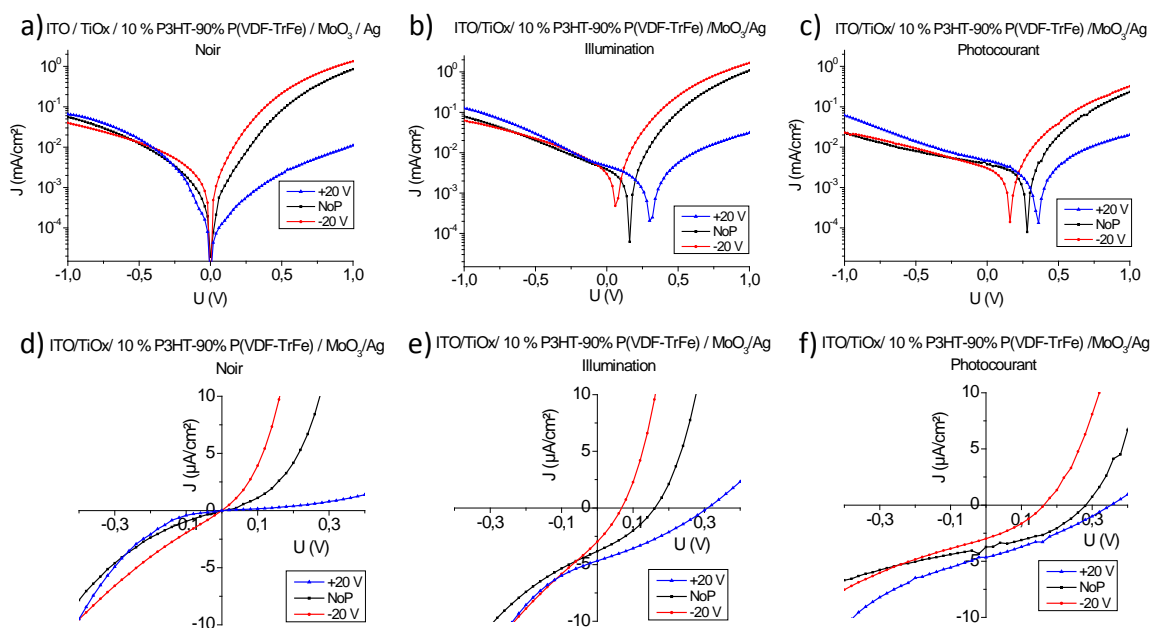 a) ITO / TiOx / 10 % P3HT-90% P(VDF-TrFe) / MoO3 / Ag
Noir
J (mA/cm²)
10^0
10^-1
10^-2
10^-3
10^-4
+20 V
NoP
-20 V
-1,0 -0,5 0,0 0,5 1,0
U (V)
b) ITO/TiOx/ 10 % P3HT-90% P(VDF-TrFe) /MoO3/Ag
Illumination
J (mA/cm²)
10^0
10^-1
10^-2
10^-3
10^-4
+20 V
NoP
-20 V
-1,0 -0,5 0,0 0,5 1,0
U (V)
c) ITO/TiOx/ 10 % P3HT-90% P(VDF-TrFe) /MoO3/Ag
Photocourant
J (mA/cm²)
10^0
10^-1
10^-2
10^-3
10^-4
+20 V
NoP
-20 V
-1,0 -0,5 0,0 0,5 1,0
U (V)
d) ITO/TiOx/ 10 % P3HT-90% P(VDF-TrFe) / MoO3/Ag
Noir
J (µA/cm²)
10
5
0
-0,3 -0,1 0,1 0,3
U (V)
-5
-10
+20 V
NoP
-20 V
e) ITO/TiOx/ 10 % P3HT-90% P(VDF-TrFe) / MoO3/Ag
Illumination
J (µA/cm²)
10
5
0
-0,3 -0,1 0,1 0,3
U (V)
-5
-10
+20 V
NoP
-20 V
f) ITO/TiOx/ 10 % P3HT-90% P(VDF-TrFe) /MoO3/Ag
Photocourant
J (µA/cm²)
10
5
0
-0,3 -0,1 0,1 0,3
U (V)
-5
-10
+20 V
NoP
-20 V